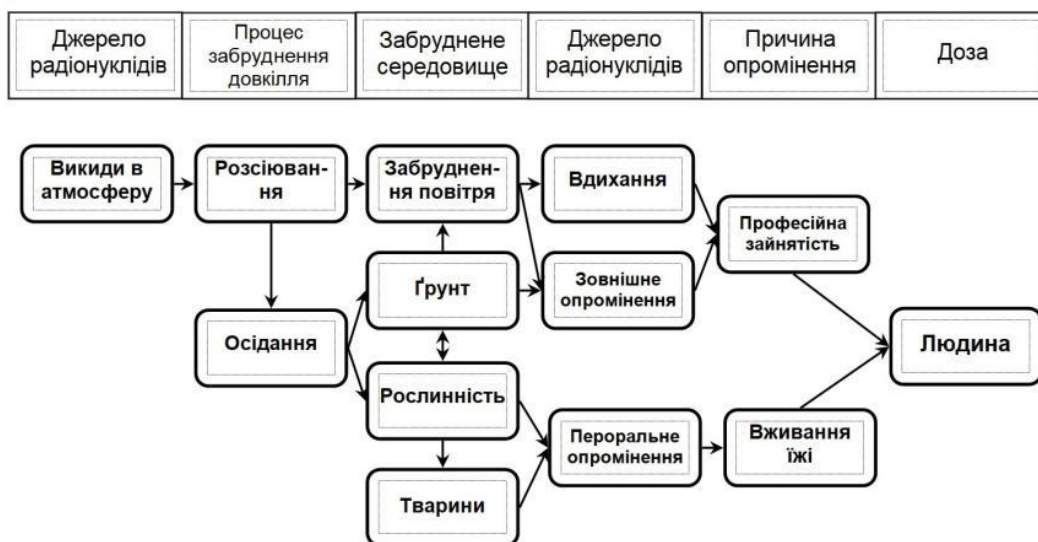 Джерело
радіонуклідів
Процес
забруднення
довкілля
Забруднене
середовище
Джерело
радіонуклідів
Причина
опромінення
Доза
Викиди в
атмосферу
Розсіюван-
ня
Забруднен-
ня повітря
Вдихання
Професійна
зайнятість
Ґрунт
Зовнішнє
опромінення
Осідання
Людина
Рослинність
Пероральне
опромінення
Вживання
їжі
Тварини